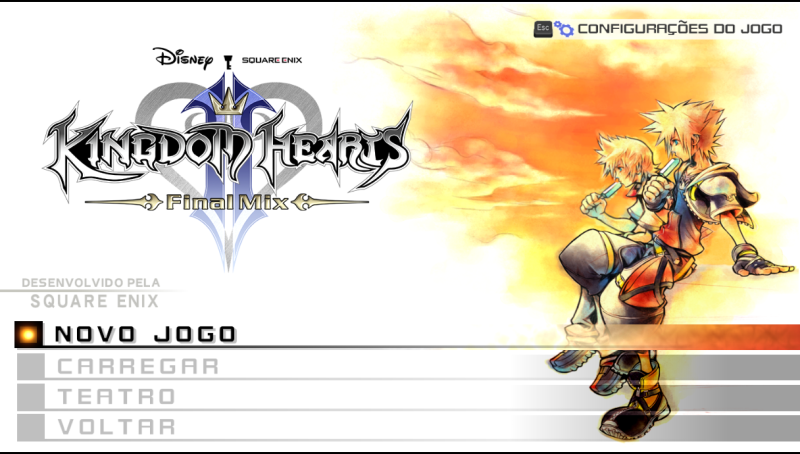 Esc CONFIGURAÇÕES DO JOGO
Disney SQUARE ENIX
KINGDOM HEARTS
II
Final Mix
DESENVOLVIDO PELA
SQUARE ENIX
NOVO JOGO
CARREGAR
TEATRO
VOLTAR